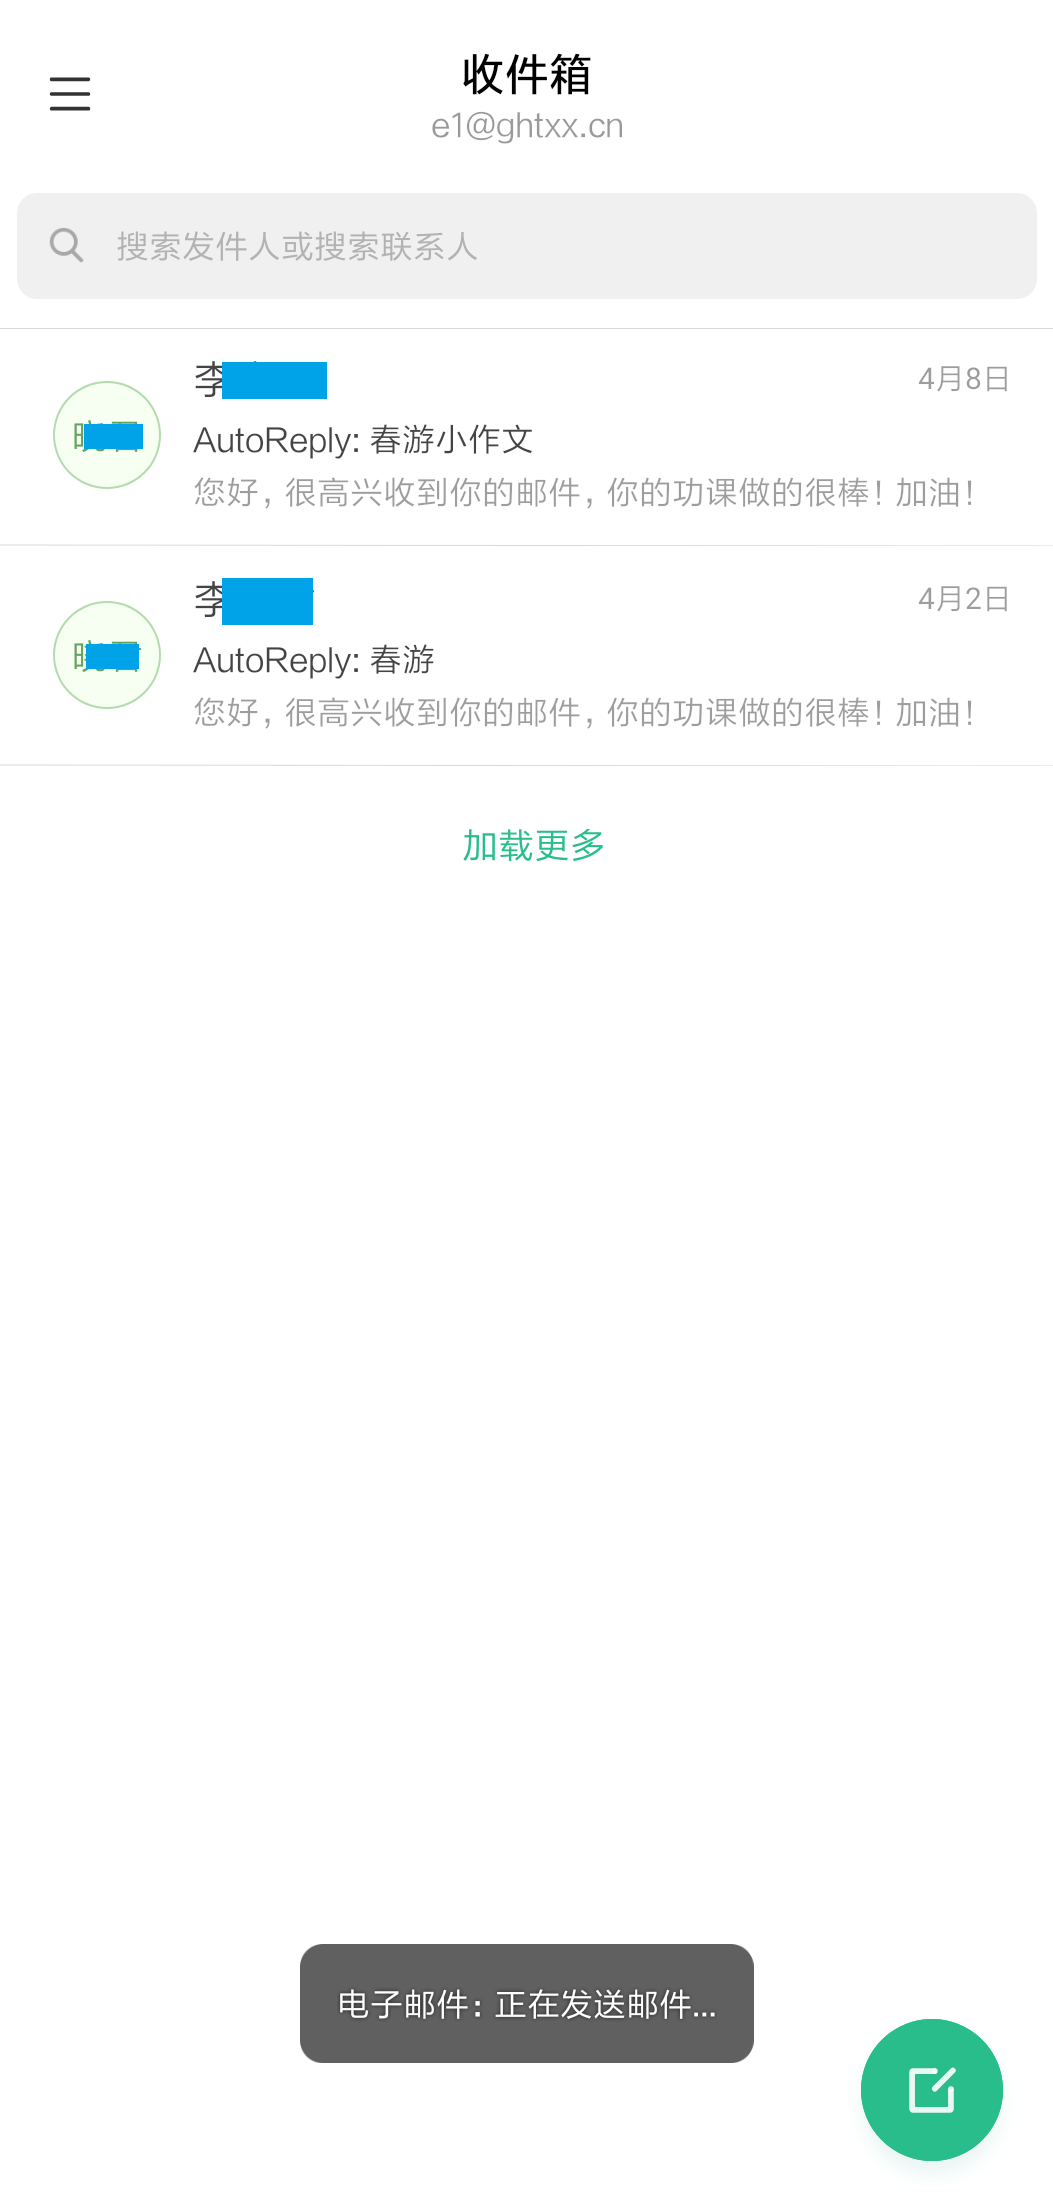 收件箱
e1@ghtxx.cn
搜索发件人或搜索联系人
李
4月8日
AutoReply: 春游小作文
您好，很高兴收到你的邮件，你的功课做的很棒！加油！
李
4月2日
AutoReply: 春游
您好，很高兴收到你的邮件，你的功课做的很棒！加油！
加载更多
电子邮件：正在发送邮件...